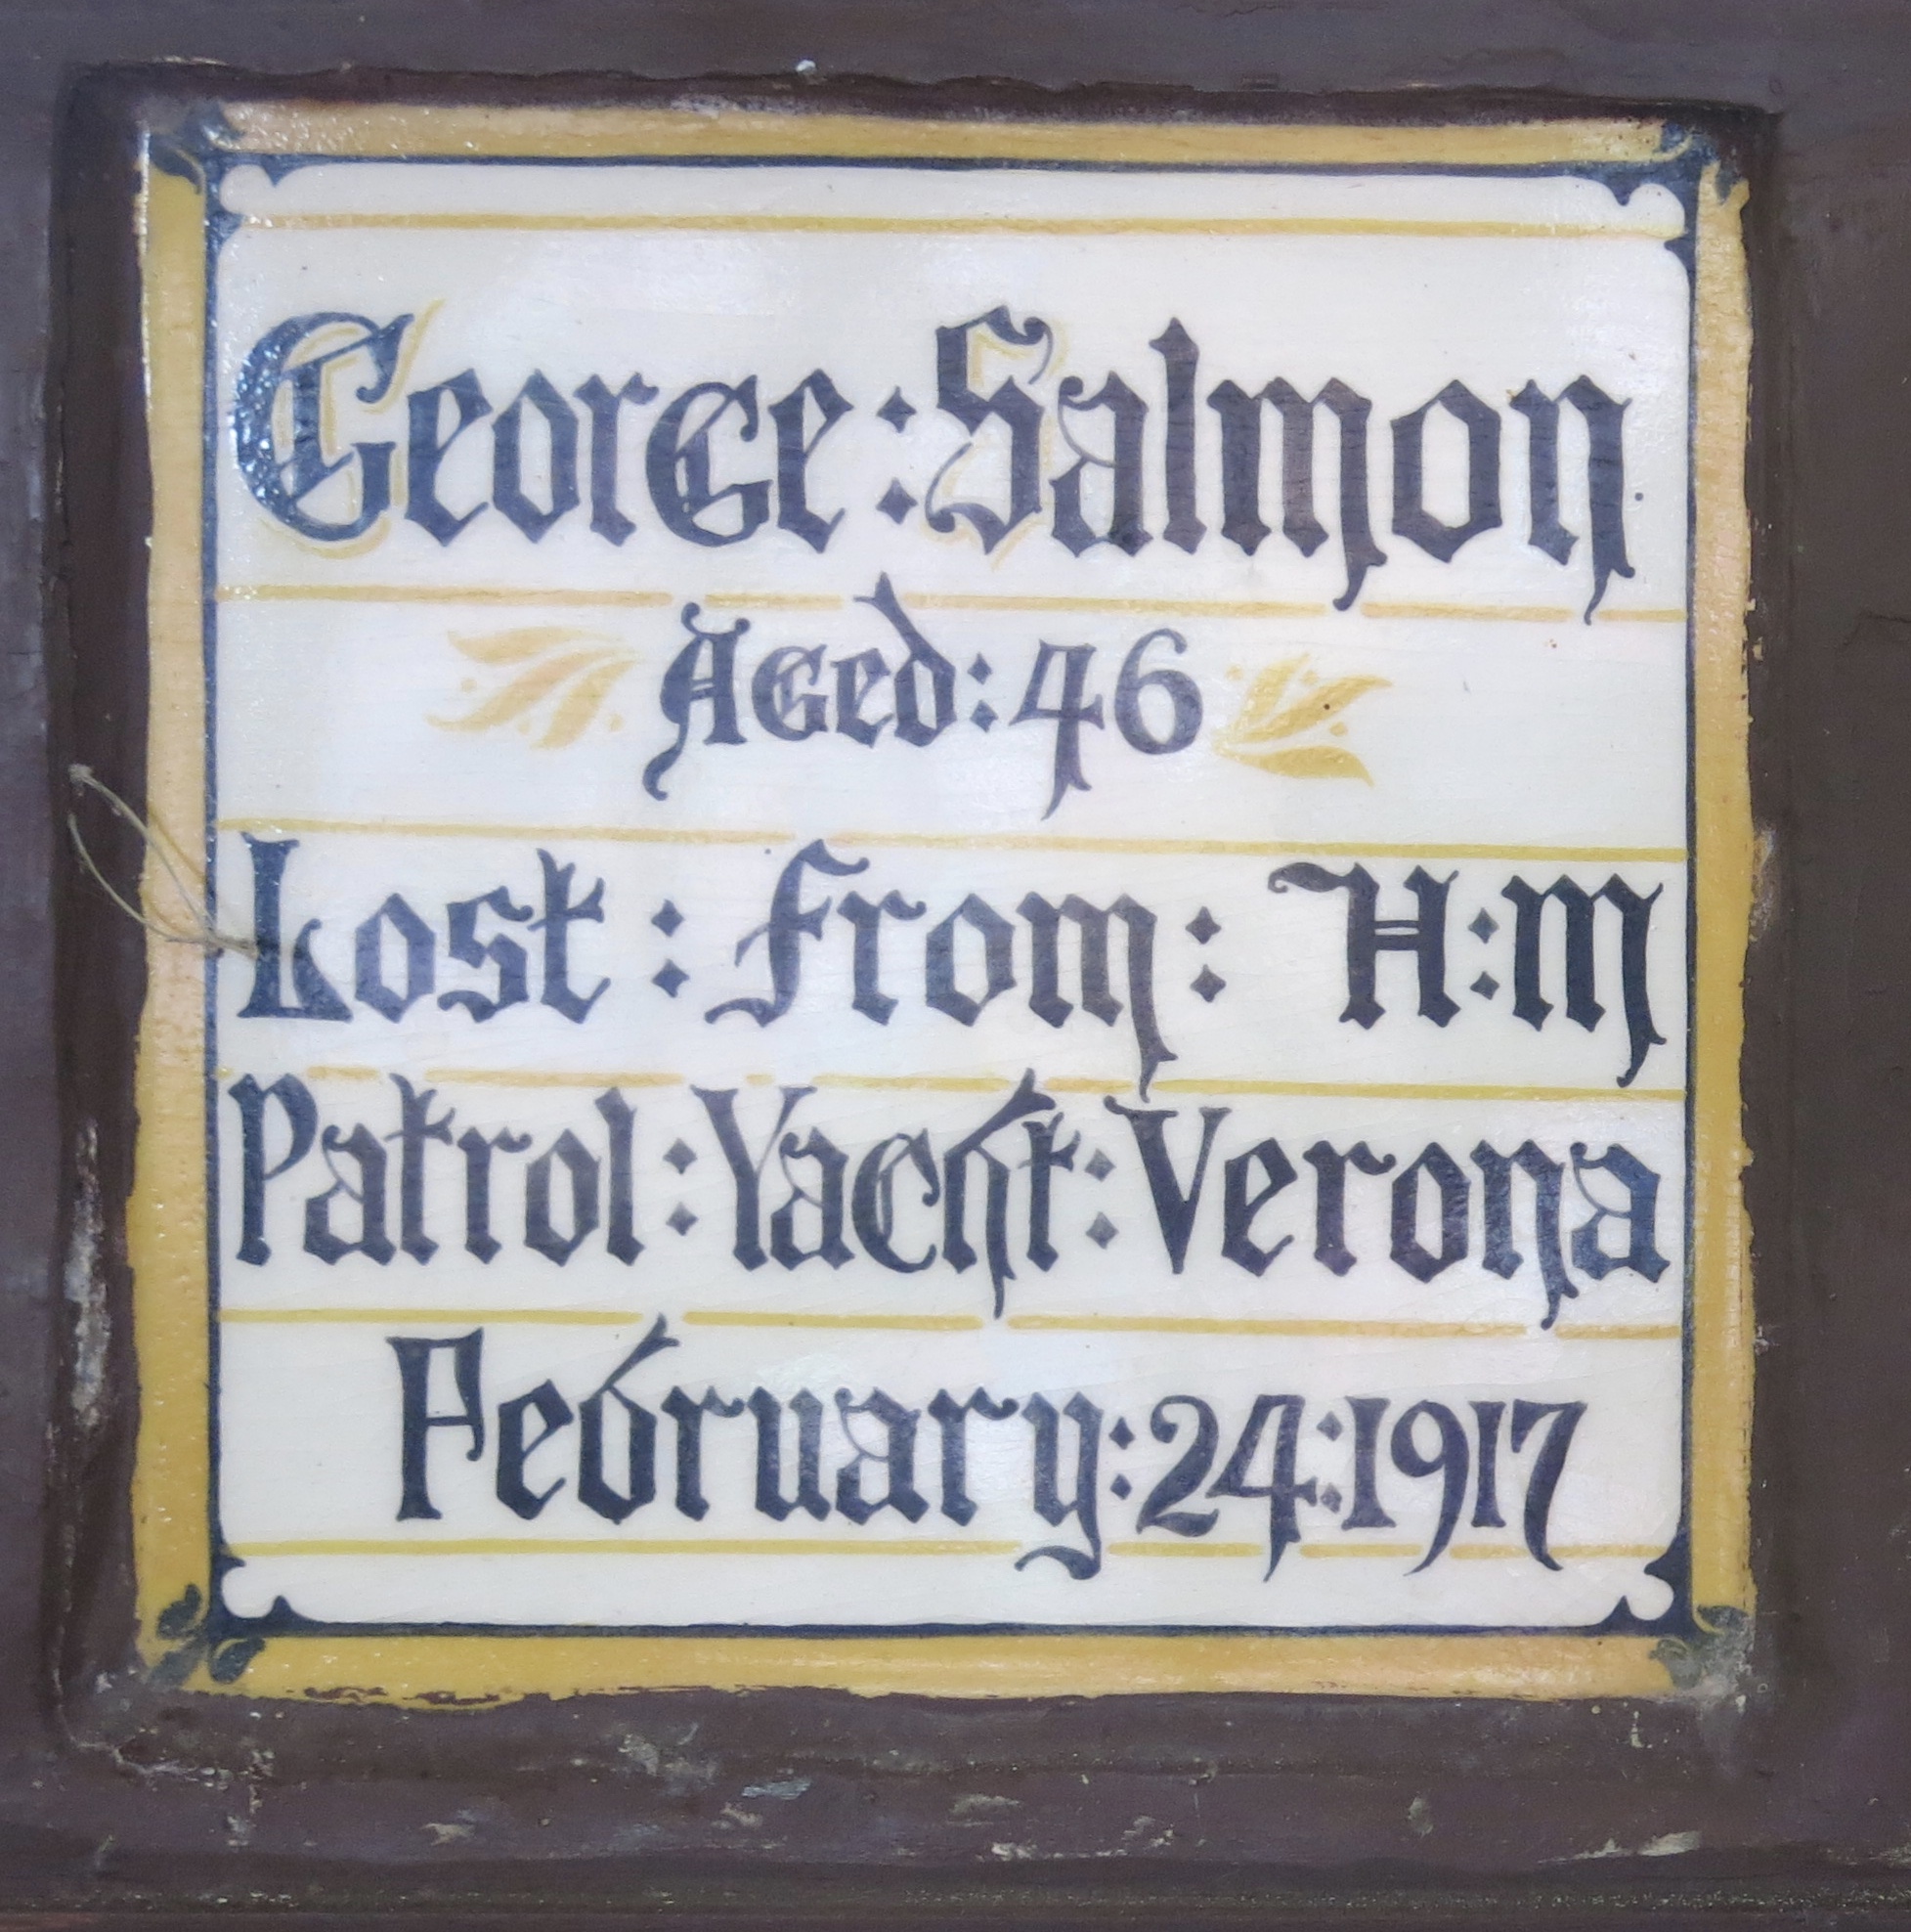 George : Salmon
Aged : 46
Lost : From : H : M
Patrol : Yacht : Verona
February : 24 : 1917